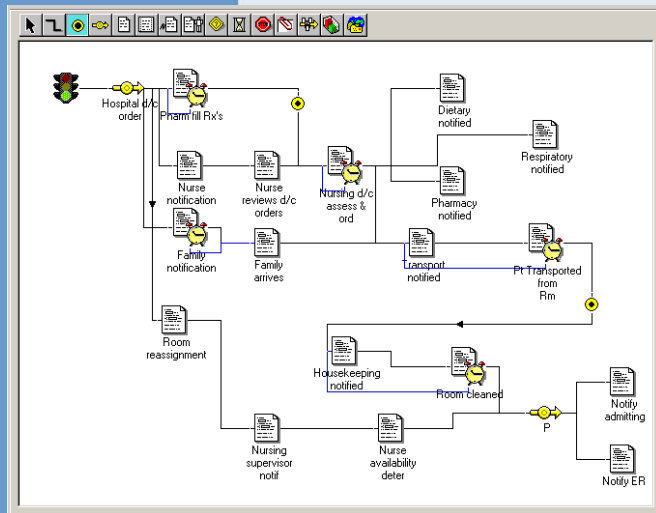 Hospital d/c
order
Pharm fill Rx's
Dietary
notified
Respiratory
notified
Nurse
notification
Nurse
reviews d/c
orders
Nursing d/c
assess &
ord
Pharmacy
notified
Family
notification
Family
arrives
Transport
notified
Pt Transported
from
Rm
Room
reassignment
Housekeeping
notified
Room cleaned
Notify
admitting
P
Nursing
supervisor
notif
Nurse
availability
deter
Notify ER